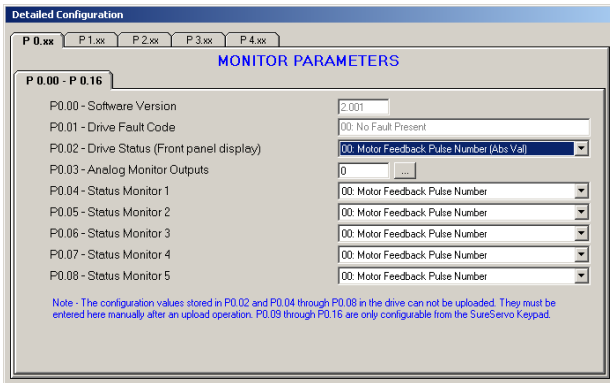 Detailed Configuration
P 0.xx P 1.xx P 2.xx P 3.xx P 4.xx
MONITOR PARAMETERS
P 0.00 - P 0.16
P0.00 - Software Version 2.001
P0.01 - Drive Fault Code 00: No Fault Present
P0.02 - Drive Status (Front panel display) 00: Motor Feedback Pulse Number (Abs Val)
P0.03 - Analog Monitor Outputs 0 ...
P0.04 - Status Monitor 1 00: Motor Feedback Pulse Number
P0.05 - Status Monitor 2 00: Motor Feedback Pulse Number
P0.06 - Status Monitor 3 00: Motor Feedback Pulse Number
P0.07 - Status Monitor 4 00: Motor Feedback Pulse Number
P0.08 - Status Monitor 5 00: Motor Feedback Pulse Number
Note - The configuration values stored in P0.02 and P0.04 through P0.08 in the drive can not be uploaded. They must be
entered here manually after an upload operation. P0.09 through P0.16 are only configurable from the SureServo Keypad.